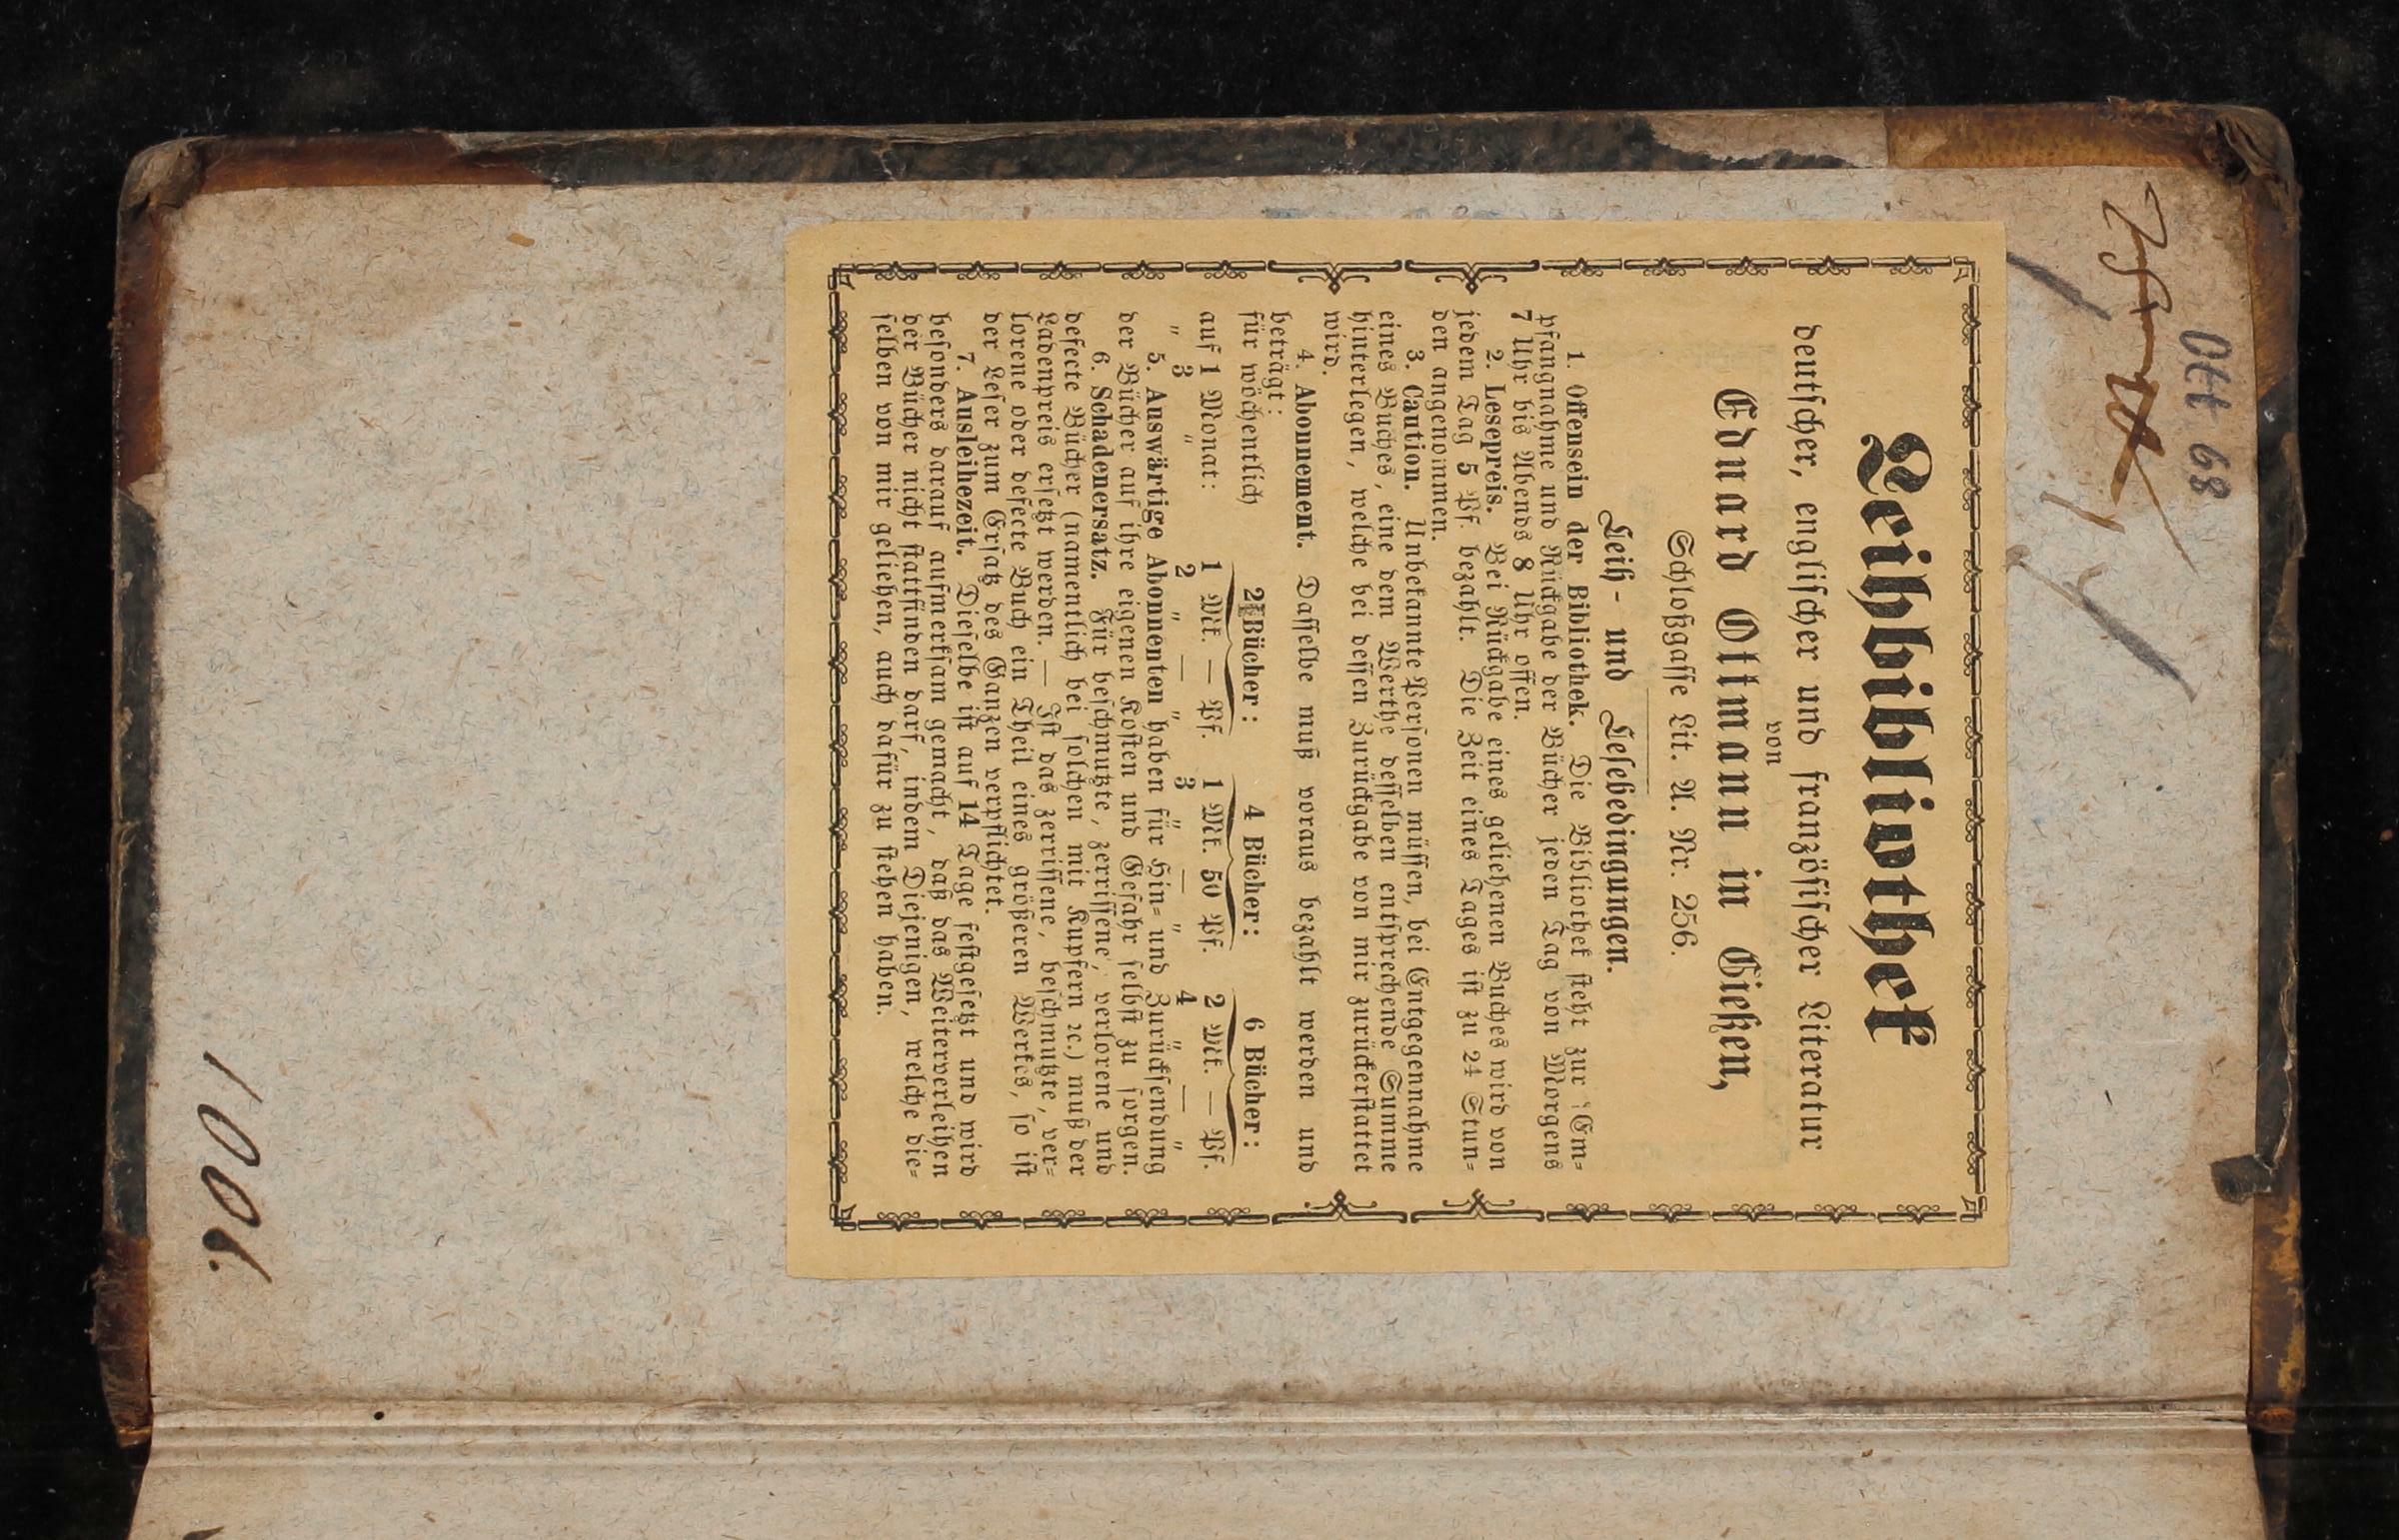 Ott 68
Leihbibliothek
deutscher, englischer und französischer Literatur
von
Eduard Ottmann in Gießen,
Schloßgasse Lit. A. Nr. 256.
Leih- und Lesebedingungen.
1. Offensein der Bibliothek. Die Bibliothek steht zur Em-
pfangnahme und Rückgabe der Bücher jeden Tag von Morgens
7 Uhr bis Abends 8 Uhr offen.
2. Lesepreis. Bei Rückgabe eines geliehenen Buches wird von
jedem Tag 5 Pf. bezahlt. Die Zeit eines Tages ist zu 24 Stun-
den angenommen.
3. Caution. Unbekannte Personen müssen, bei Entgegennahme
eines Buches, eine dem Werthe desselben entsprechende Summe
hinterlegen, welche bei dessen Zurückgabe von mir zurückerstattet
wird.
4. Abonnement. Dasselbe muß voraus bezahlt werden und
beträgt:
für wöchentlich 2 Bücher: 4 Bücher: 6 Bücher:
auf 1 Monat: 1 Mk. — Pf. 1 Mk. 50 Pf. 2 Mk. — Pf.
" 3 " 2 " — " 3 " — " 4 " — "
5. Auswärtige Abonnenten haben für Hin- und Zurücksendung
der Bücher auf ihre eigenen Kosten und Gefahr selbst zu sorgen.
6. Schadenersatz. Für beschmutzte, zerrissene, verlorene und
defecte Bücher (namentlich bei solchen mit Kupfern ꝛc.) muß der
Ladenpreis ersetzt werden. — Ist das zerrissene, beschmutzte, ver-
lorene oder defecte Buch ein Theil eines größeren Werkes, so ist
der Leser zum Ersatz des Ganzen verpflichtet.
7. Ausleihezeit. Dieselbe ist auf 14 Tage festgesetzt und wird
besonders darauf aufmerksam gemacht, daß das Weiterverleihen
der Bücher nicht stattfinden darf, indem Diejenigen, welche die-
selben von mir geliehen, auch dafür zu stehen haben.